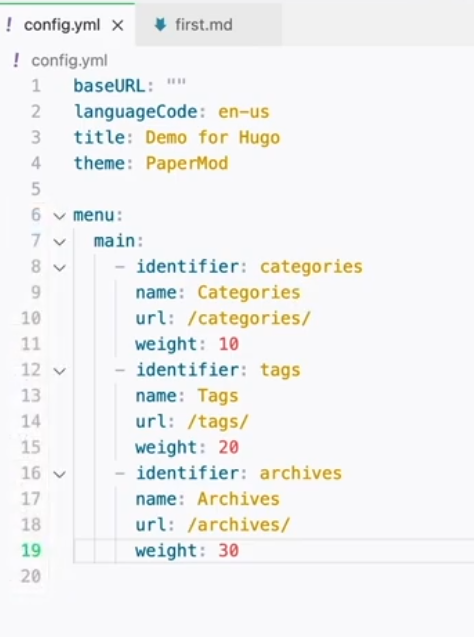 ! config.yml × first.md
! config.yml
1 baseURL: ""
2 languageCode: en-us
3 title: Demo for Hugo
4 theme: PaperMod
5
6 menu:
7 main:
8 - identifier: categories
9 name: Categories
10 url: /categories/
11 weight: 10
12 - identifier: tags
13 name: Tags
14 url: /tags/
15 weight: 20
16 - identifier: archives
17 name: Archives
18 url: /archives/
19 weight: 30
20